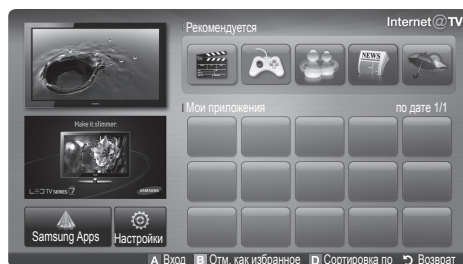 Internet@TV
Рекомендуется
NEWS
Мои приложения по дате 1/1
Make it slimmer.
LED TV SERIES 7 SAMSUNG
Samsung Apps Настройки
A Вход B Отм. как избранное D Сортировка по Возврат